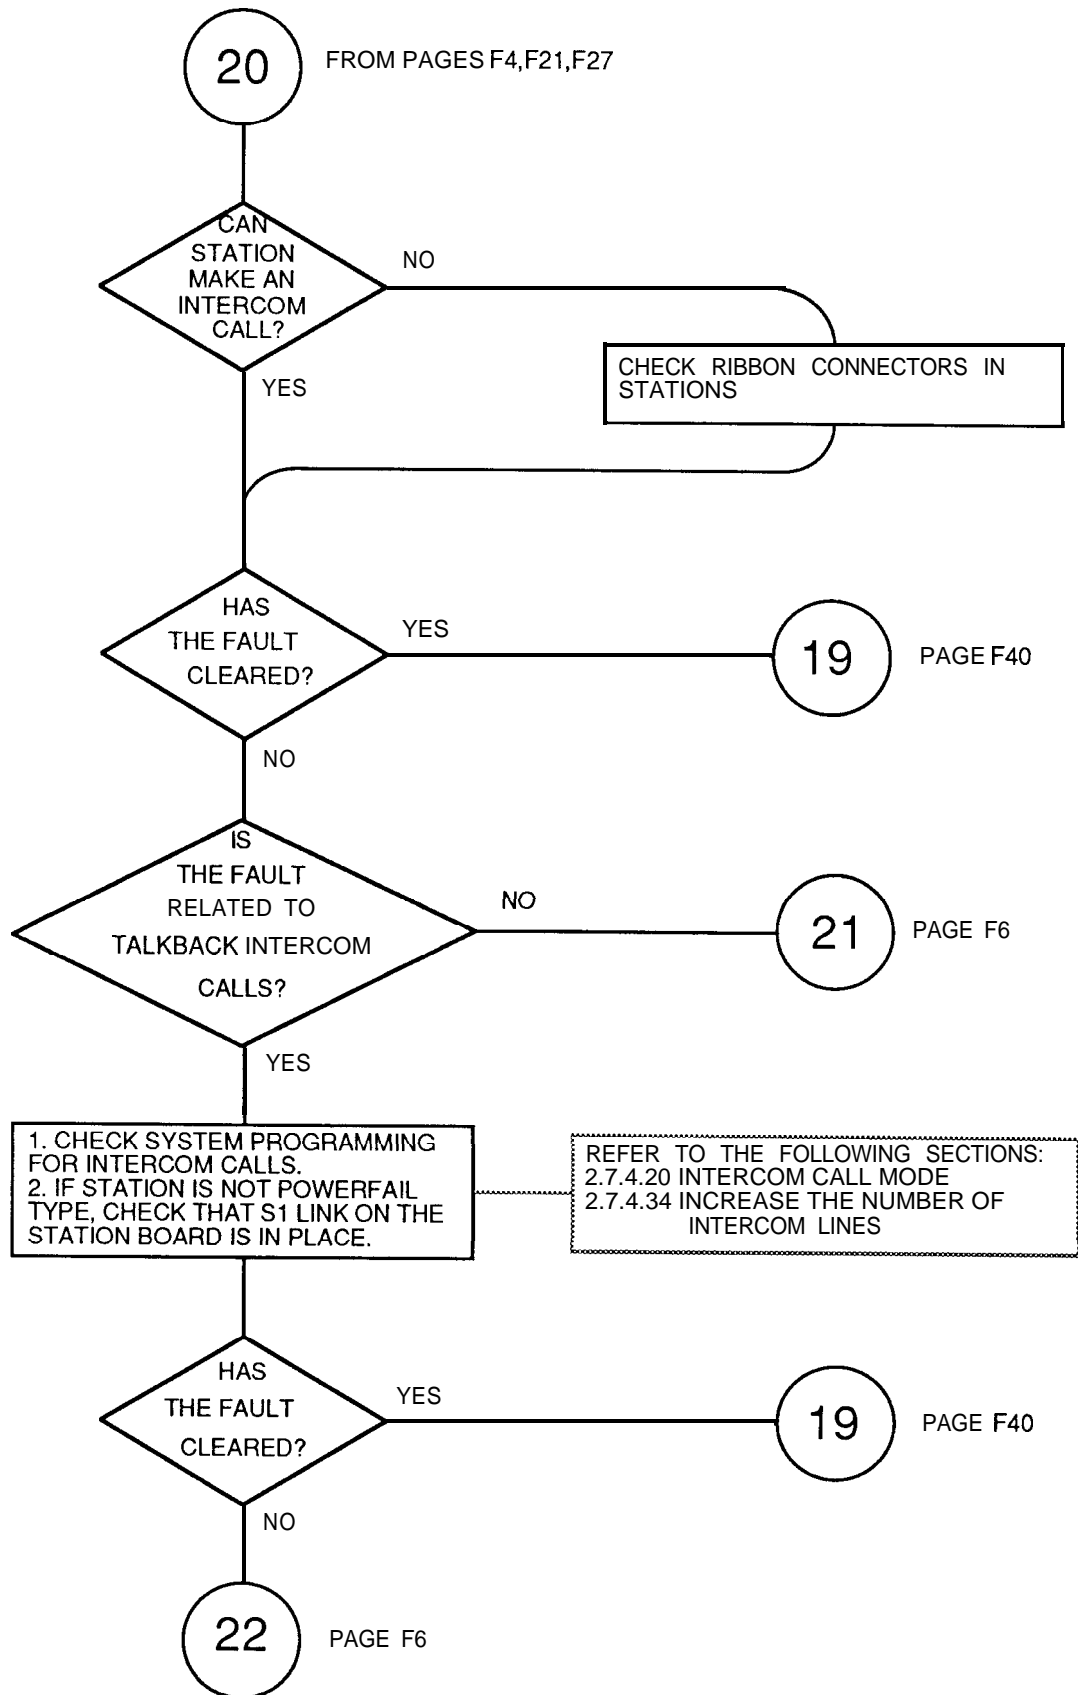 20
FROM PAGES F4,F21,F27
CAN
STATION
MAKE AN
INTERCOM
CALL?
NO
YES
CHECK RIBBON CONNECTORS IN
STATIONS
HAS
THE FAULT
CLEARED?
YES
19
PAGE F40
NO
IS
THE FAULT
RELATED TO
TALKBACK INTERCOM
CALLS?
NO
21
PAGE F6
YES
1. CHECK SYSTEM PROGRAMMING
FOR INTERCOM CALLS.
2. IF STATION IS NOT POWERFAIL
TYPE, CHECK THAT S1 LINK ON THE
STATION BOARD IS IN PLACE.
REFER TO THE FOLLOWING SECTIONS:
2.7.4.20 INTERCOM CALL MODE
2.7.4.34 INCREASE THE NUMBER OF
INTERCOM LINES
HAS
THE FAULT
CLEARED?
YES
19
PAGE F40
NO
22
PAGE F6